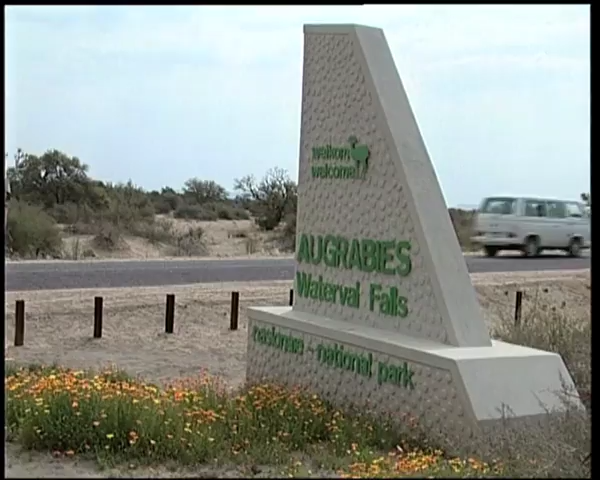 welkom
welcome
AUGRABIES
Waterval Falls
nasionale - national park